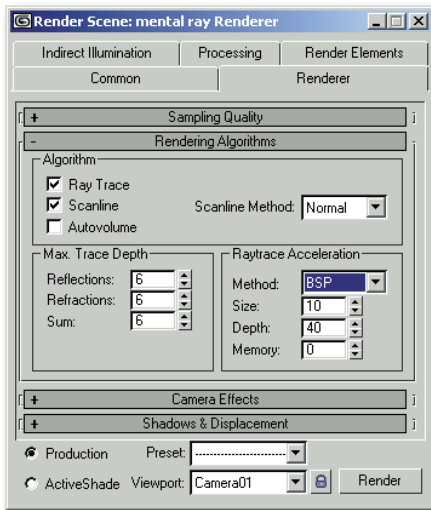 Render Scene: mental ray Renderer
Indirect Illumination Processing Render Elements
Common Renderer
+ Sampling Quality
- Rendering Algorithms
Algorithm
Ray Trace
Scanline Scanline Method: Normal
Autovolume
Max. Trace Depth
Reflections: 6
Refractions: 6
Sum: 6
Raytrace Acceleration
Method: BSP
Size: 10
Depth: 40
Memory: 0
+ Camera Effects
+ Shadows & Displacement
Production Preset: -------------------------
ActiveShade Viewport: Camera01 Render